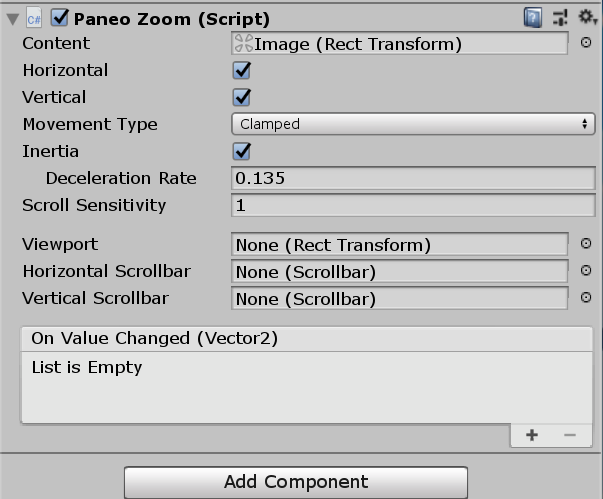 C# Paneo Zoom (Script)
Content Image (Rect Transform)
Horizontal
Vertical
Movement Type Clamped
Inertia
Deceleration Rate 0.135
Scroll Sensitivity 1
Viewport None (Rect Transform)
Horizontal Scrollbar None (Scrollbar)
Vertical Scrollbar None (Scrollbar)
On Value Changed (Vector2)
List is Empty
+ −
Add Component